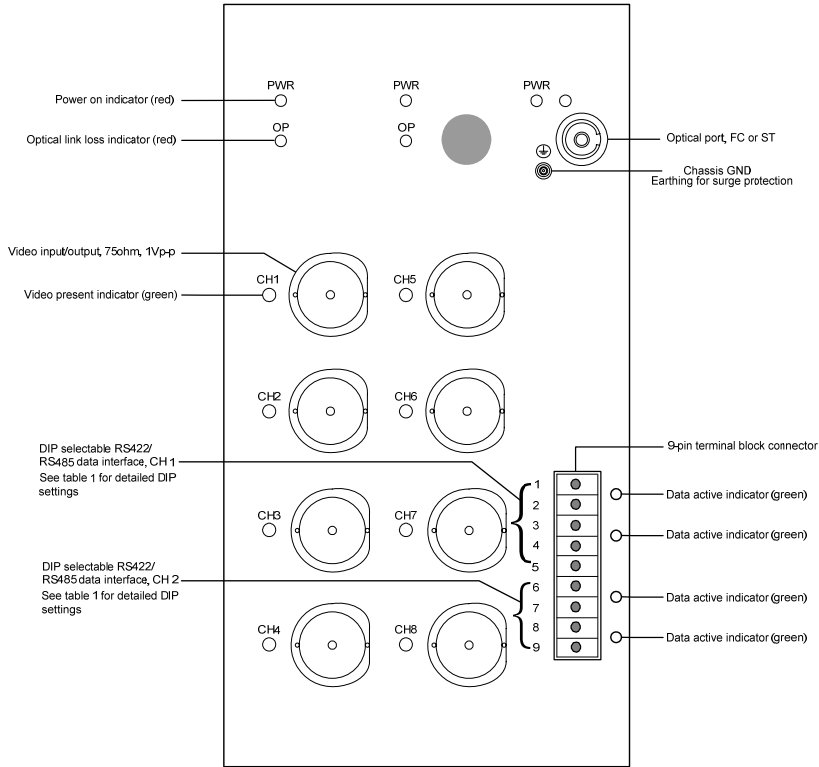 PWR PWR PWR
Power on indicator (red)
OP OP
Optical link loss indicator (red)
Optical port, FC or ST
Chassis GND
Earthing for surge protection
Video input/output, 75ohm, 1Vp-p
CH1 CH5
Video present indicator (green)
CH2 CH6
DIP selectable RS422/
RS485 data interface, CH 1
See table 1 for detailed DIP
settings
9-pin terminal block connector
1
2
3
4
5
6
7
8
9
Data active indicator (green)
Data active indicator (green)
Data active indicator (green)
Data active indicator (green)
CH3 CH7
DIP selectable RS422/
RS485 data interface, CH 2
See table 1 for detailed DIP
settings
CH4 CH8